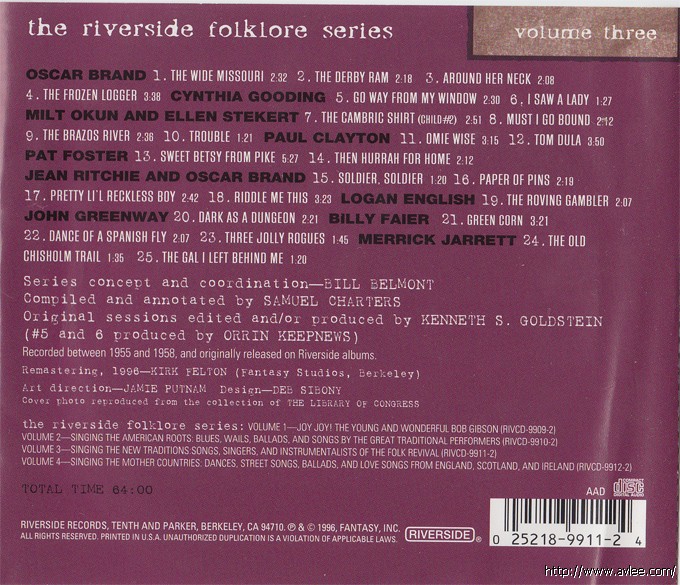 the riverside folklore series
volume three
OSCAR BRAND 1. THE WIDE MISSOURI 2:32 2. THE DERBY RAM 2:18 3. AROUND HER NECK 2:08
4. THE FROZEN LOGGER 3:38 CYNTHIA GOODING 5. GO WAY FROM MY WINDOW 2:30 6. I SAW A LADY 1:27
MILT OKUN AND ELLEN STEKERT 7. THE CAMBRIC SHIRT (CHILD#2) 2:51 8. MUST I GO BOUND 2:12
9. THE BRAZOS RIVER 2:36 10. TROUBLE 1:21 PAUL CLAYTON 11. OMIE WISE 3:15 12. TOM DULA 3:50
PAT FOSTER 13. SWEET BETSY FROM PIKE 5:27 14. THEN HURRAH FOR HOME 2:12
JEAN RITCHIE AND OSCAR BRAND 15. SOLDIER, SOLDIER 1:20 16. PAPER OF PINS 2:19
17. PRETTY LI'L RECKLESS BOY 2:42 18. RIDDLE ME THIS 3:23 LOGAN ENGLISH 19. THE ROVING GAMBLER 2:07
JOHN GREENWAY 20. DARK AS A DUNGEON 2:21 BILLY FAIER 21. GREEN CORN 3:21
22. DANCE OF A SPANISH FLY 2:07 23. THREE JOLLY ROGUES 1:45 MERRICK JARRETT 24. THE OLD
CHISHOLM TRAIL 1:35 25. THE GAL I LEFT BEHIND ME 1:20
Series concept and coordination—BILL BELMONT
Compiled and annotated by SAMUEL CHARTERS
Original sessions edited and/or produced by KENNETH S. GOLDSTEIN
(#5 and 6 produced by ORRIN KEEPNEWS)
Recorded between 1955 and 1958, and originally released on Riverside albums.
Remastering, 1996—KIRK FELTON (Fantasy Studios, Berkeley)
Art direction—JAMIE PUTNAM Design—DEB SIBONY
Cover photo reproduced from the collection of THE LIBRARY OF CONGRESS
the riverside folklore series: VOLUME 1—JOY JOY! THE YOUNG AND WONDERFUL BOB GIBSON (RIVCD-9909-2)
VOLUME 2—SINGING THE AMERICAN ROOTS: BLUES, WAILS, BALLADS, AND SONGS BY THE GREAT TRADITIONAL PERFORMERS (RIVCD-9910-2)
VOLUME 3—SINGING THE NEW TRADITIONS: SONGS, SINGERS, AND INSTRUMENTALISTS OF THE FOLK REVIVAL (RIVCD-9911-2)
VOLUME 4—SINGING THE MOTHER COUNTRIES: DANCES, STREET SONGS, BALLADS, AND LOVE SONGS FROM ENGLAND, SCOTLAND, AND IRELAND (RIVCD-9912-2)
TOTAL TIME 64:00
AAD
COMPACT disc DIGITAL AUDIO
RIVERSIDE RECORDS, TENTH AND PARKER, BERKELEY, CA 94710. ℗ & © 1996, FANTASY, INC.
ALL RIGHTS RESERVED. PRINTED IN U.S.A. UNAUTHORIZED DUPLICATION IS A VIOLATION OF APPLICABLE LAWS.
RIVERSIDE®
0 25218-9911-2 4
http://www.avlee.com/